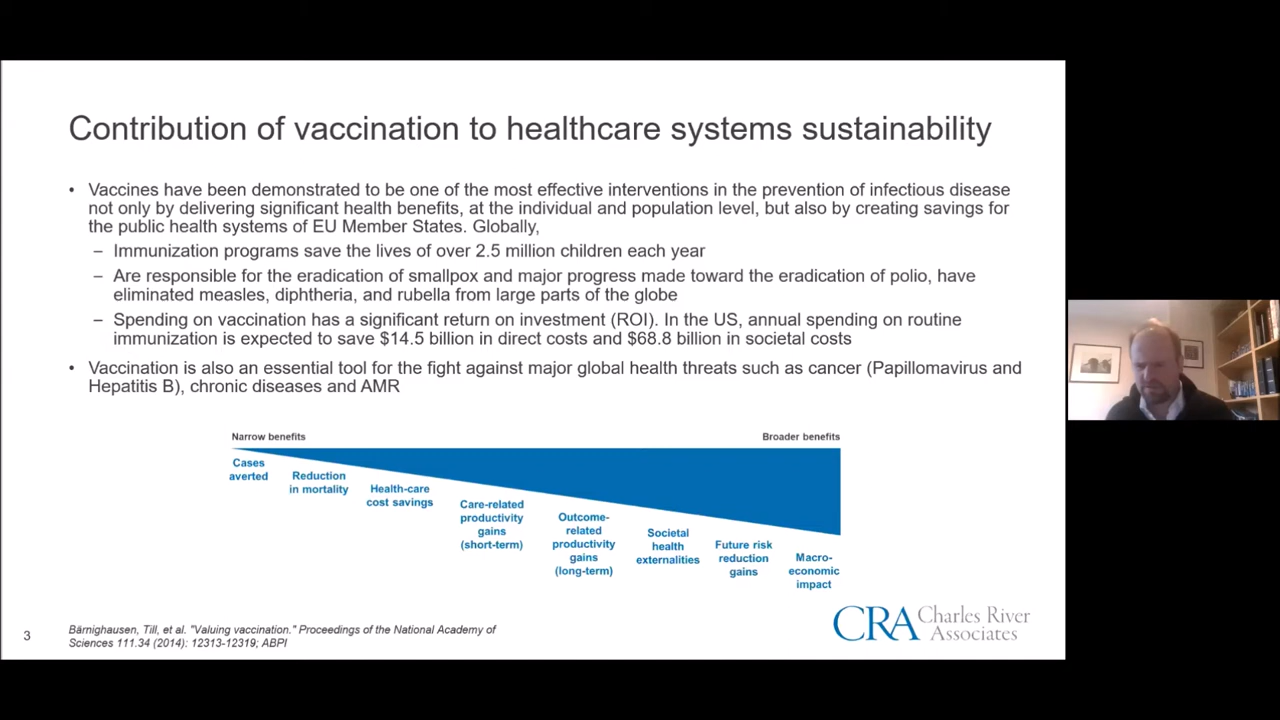 Contribution of vaccination to healthcare systems sustainability
• Vaccines have been demonstrated to be one of the most effective interventions in the prevention of infectious disease
not only by delivering significant health benefits, at the individual and population level, but also by creating savings for
the public health systems of EU Member States. Globally,
– Immunization programs save the lives of over 2.5 million children each year
– Are responsible for the eradication of smallpox and major progress made toward the eradication of polio, have
eliminated measles, diphtheria, and rubella from large parts of the globe
– Spending on vaccination has a significant return on investment (ROI). In the US, annual spending on routine
immunization is expected to save $14.5 billion in direct costs and $68.8 billion in societal costs
• Vaccination is also an essential tool for the fight against major global health threats such as cancer (Papillomavirus and
Hepatitis B), chronic diseases and AMR
Narrow benefits
Broader benefits
Cases
averted
Reduction
in mortality
Health-care
cost savings
Care-related
productivity
gains
(short-term)
Outcome-
related
productivity
gains
(long-term)
Societal
health
externalities
Future risk
reduction
gains
Macro-
economic
impact
3
Bärnighausen, Till, et al. "Valuing vaccination." Proceedings of the National Academy of
Sciences 111.34 (2014): 12313-12319; ABPI
CRA Charles River
Associates